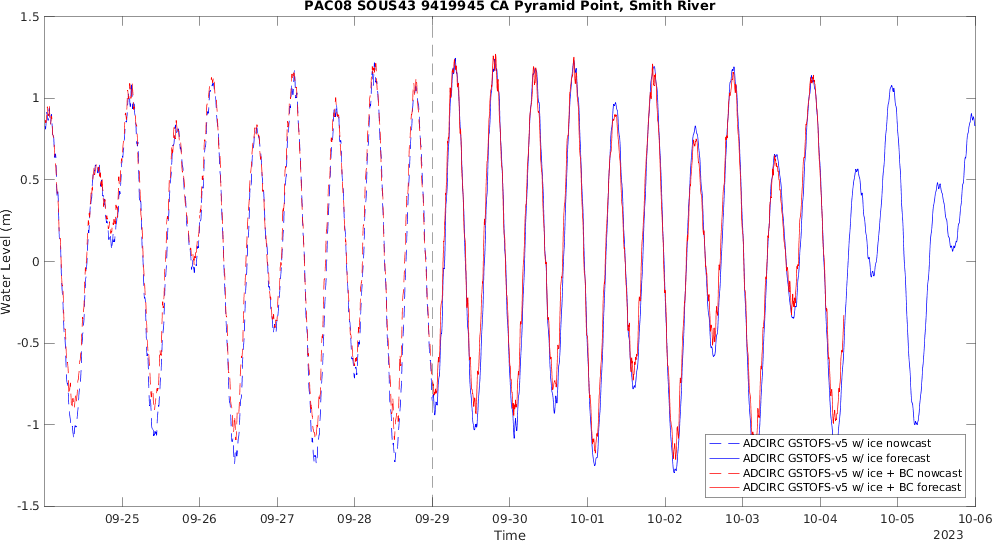 PAC08 SOUS43 9419945 CA Pyramid Point, Smith River
1.5
1
0.5
0
-0.5
-1
-1.5
Water Level (m)
ADCIRC GSTOFS-v5 w/ ice nowcast
ADCIRC GSTOFS-v5 w/ ice forecast
ADCIRC GSTOFS-v5 w/ ice + BC nowcast
ADCIRC GSTOFS-v5 w/ ice + BC forecast
09-25 09-26 09-27 09-28 09-29 09-30 10-01 10-02 10-03 10-04 10-05 10-06
Time
2023